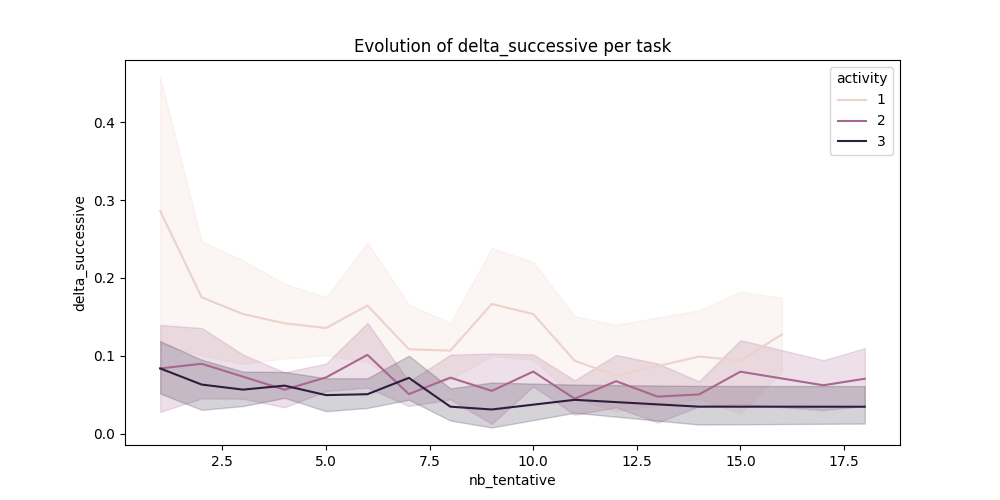 Evolution of delta_successive per task
activity
1
2
3
delta_successive
0.4
0.3
0.2
0.1
0.0
2.5 5.0 7.5 10.0 12.5 15.0 17.5
nb_tentative